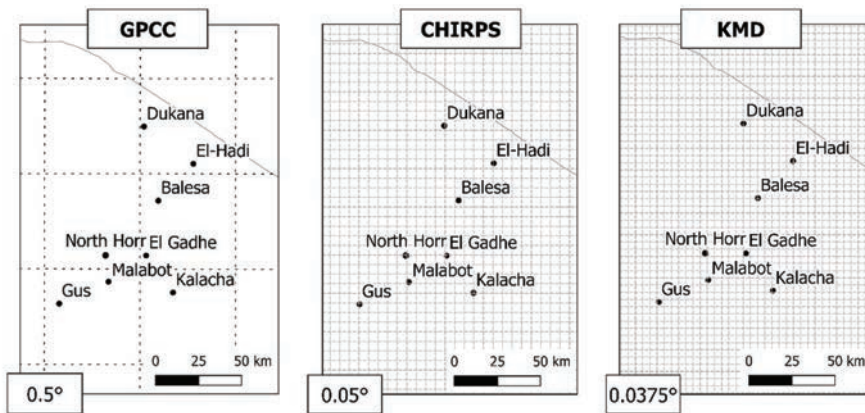 GPCC
Dukana
El-Hadi
Balesa
North Horr El Gadhe
Malabot
Kalacha
Gus
0 25 50 km
0.5°
CHIRPS
Dukana
El-Hadi
Balesa
North Horr El Gadhe
Malabot
Kalacha
Gus
0 25 50 km
0.05°
KMD
Dukana
El-Hadi
Balesa
North Horr El Gadhe
Malabot
Kalacha
Gus
0 25 50 km
0.0375°